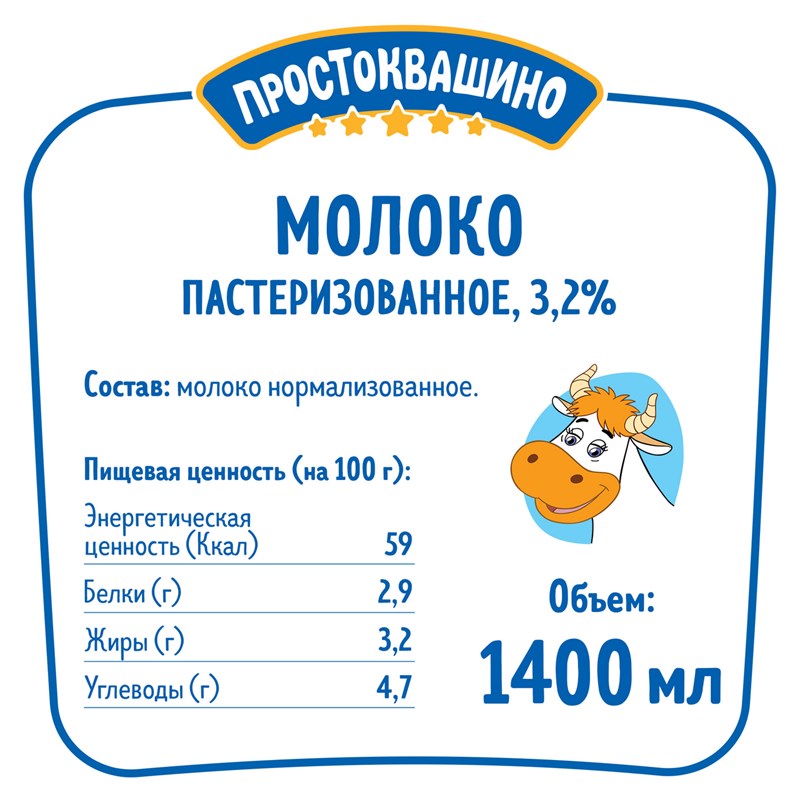 ПРОСТОКВАШИНО
МОЛОКО
ПАСТЕРИЗОВАННОЕ, 3,2%
Состав: молоко нормализованное.
Пищевая ценность (на 100 г):
Энергетическая
ценность (Ккал) 59
Белки (г) 2,9
Жиры (г) 3,2
Углеводы (г) 4,7
Объем:
1400 мл